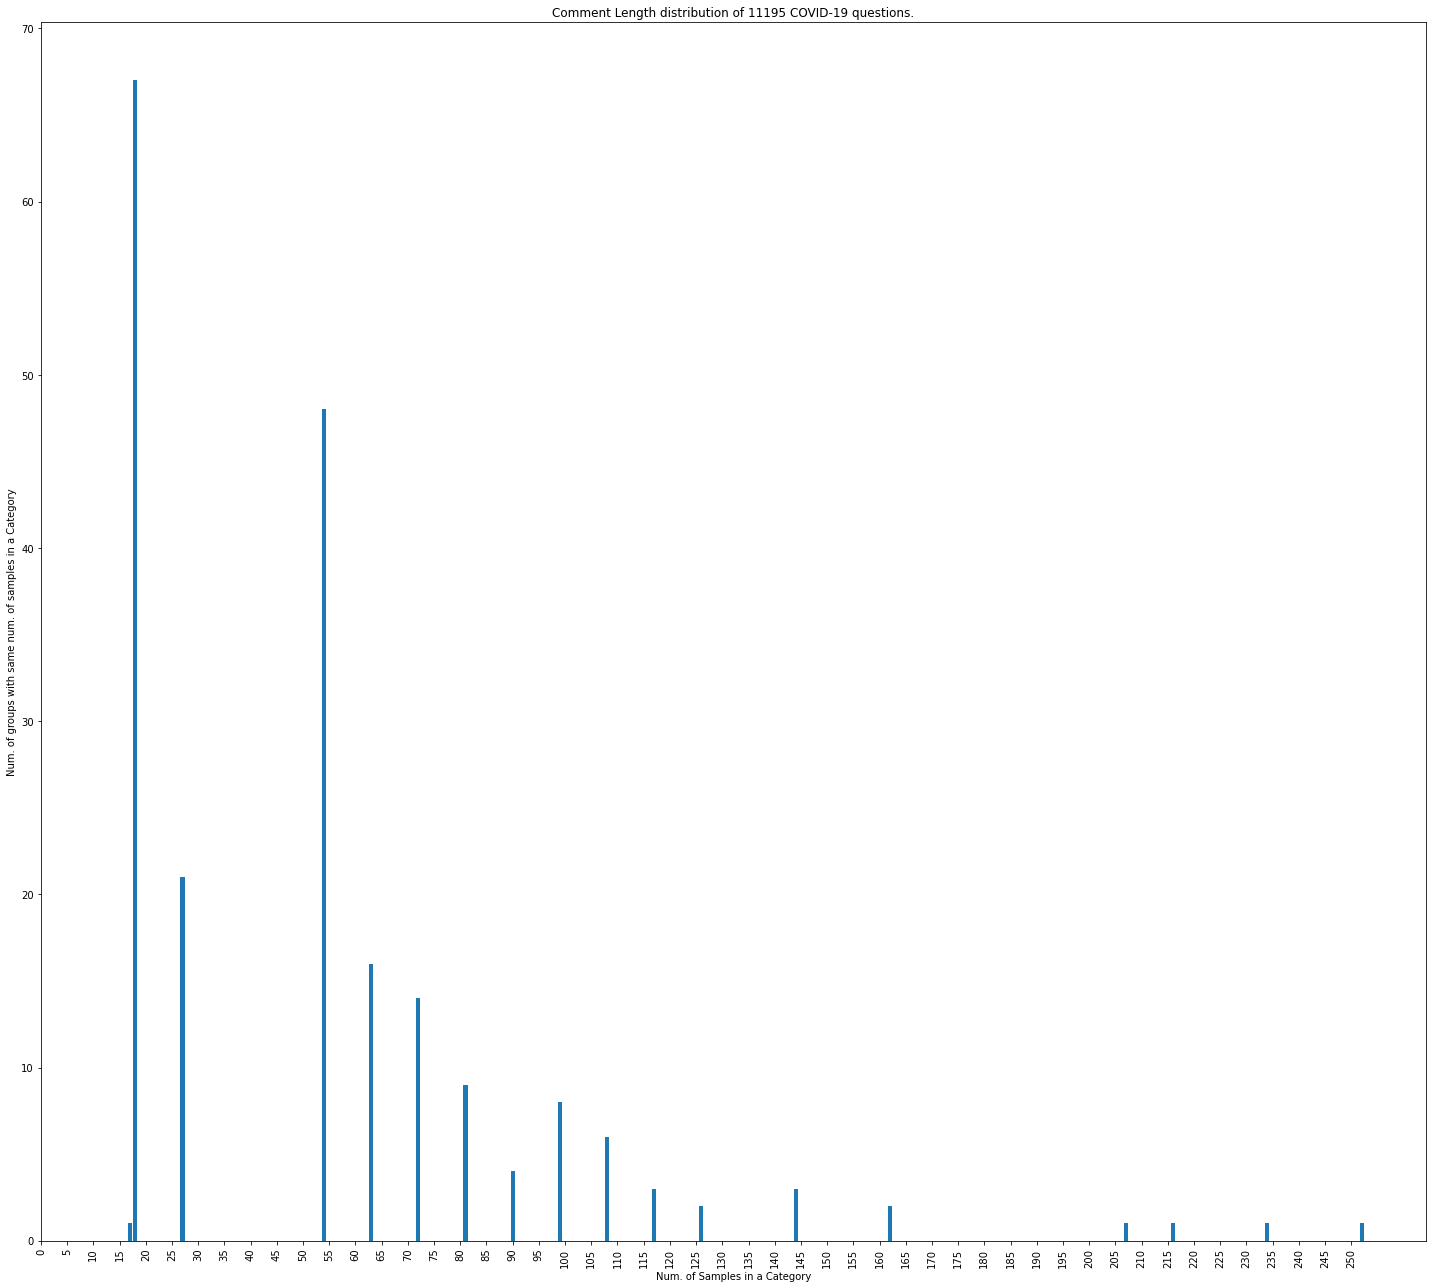 Comment Length distribution of 11195 COVID-19 questions.
70
60
50
40
30
20
10
0
Num. of groups with same num. of samples in a Category
0 5 10 15 20 25 30 35 40 45 50 55 60 65 70 75 80 85 90 95 100 105 110 115 120 125 130 135 140 145 150 155 160 165 170 175 180 185 190 195 200 205 210 215 220 225 230 235 240 245 250
Num. of Samples in a Category